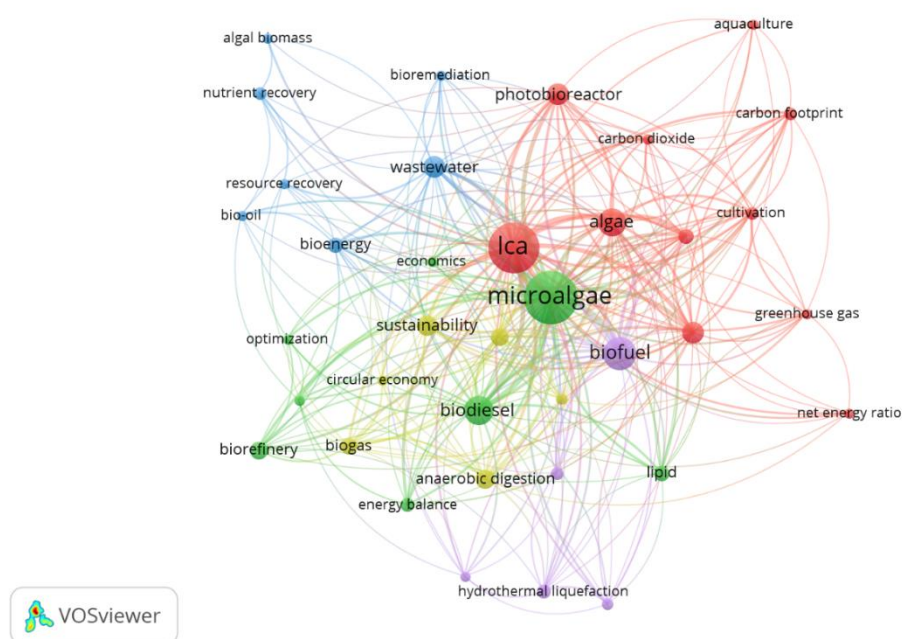 aquaculture
algal biomass
bioremediation
nutrient recovery
photobioreactor
carbon footprint
carbon dioxide
wastewater
resource recovery
bio-oil
algae
cultivation
bioenergy
lca
economics
microalgae
greenhouse gas
sustainability
optimization
biofuel
circular economy
biodiesel
net energy ratio
biorefinery
biogas
anaerobic digestion
lipid
energy balance
hydrothermal liquefaction
VOSviewer